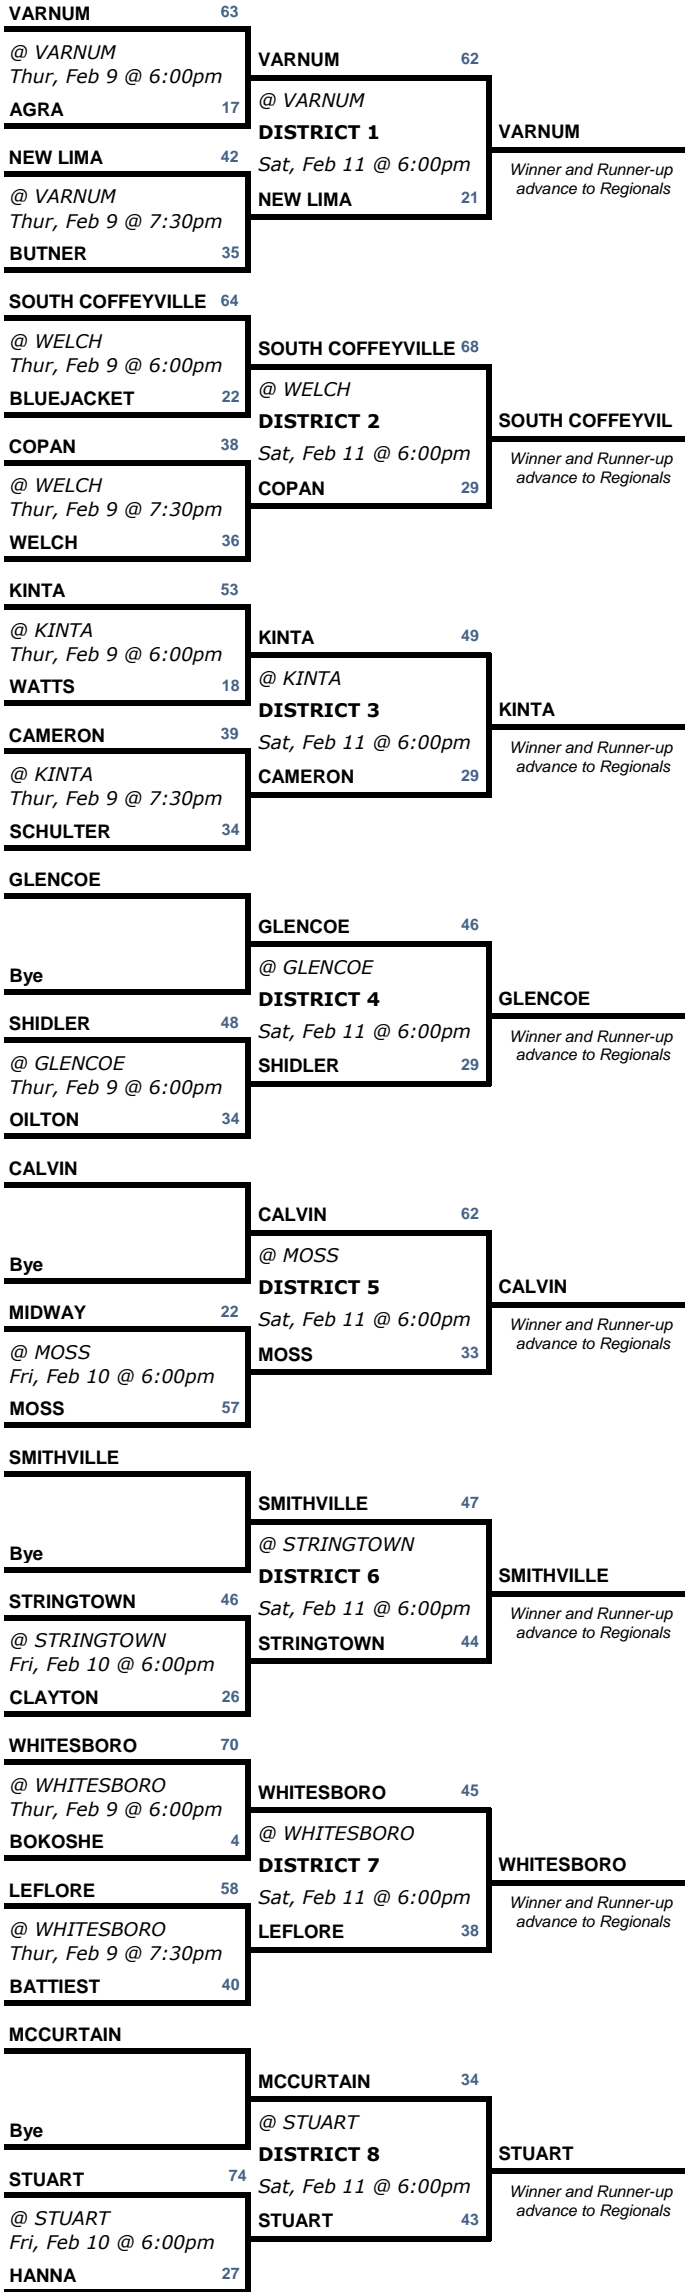 VARNUM 63
@ VARNUM
Thur, Feb 9 @ 6:00pm
AGRA 17
VARNUM 62
@ VARNUM
DISTRICT 1
Sat, Feb 11 @ 6:00pm
NEW LIMA 21
VARNUM
Winner and Runner-up
advance to Regionals
NEW LIMA 42
@ VARNUM
Thur, Feb 9 @ 7:30pm
BUTNER 35
SOUTH COFFEYVILLE 64
@ WELCH
Thur, Feb 9 @ 6:00pm
BLUEJACKET 22
SOUTH COFFEYVILLE 68
@ WELCH
DISTRICT 2
Sat, Feb 11 @ 6:00pm
COPAN 29
SOUTH COFFEYVIL
Winner and Runner-up
advance to Regionals
COPAN 38
@ WELCH
Thur, Feb 9 @ 7:30pm
WELCH 36
KINTA 53
@ KINTA
Thur, Feb 9 @ 6:00pm
WATTS 18
KINTA 49
@ KINTA
DISTRICT 3
Sat, Feb 11 @ 6:00pm
CAMERON 29
KINTA
Winner and Runner-up
advance to Regionals
CAMERON 39
@ KINTA
Thur, Feb 9 @ 7:30pm
SCHULTER 34
GLENCOE
Bye
GLENCOE 46
@ GLENCOE
DISTRICT 4
Sat, Feb 11 @ 6:00pm
SHIDLER 29
GLENCOE
Winner and Runner-up
advance to Regionals
SHIDLER 48
@ GLENCOE
Thur, Feb 9 @ 6:00pm
OILTON 34
CALVIN
Bye
CALVIN 62
@ MOSS
DISTRICT 5
Sat, Feb 11 @ 6:00pm
MOSS 33
CALVIN
Winner and Runner-up
advance to Regionals
MIDWAY 22
@ MOSS
Fri, Feb 10 @ 6:00pm
MOSS 57
SMITHVILLE
Bye
SMITHVILLE 47
@ STRINGTOWN
DISTRICT 6
Sat, Feb 11 @ 6:00pm
STRINGTOWN 44
SMITHVILLE
Winner and Runner-up
advance to Regionals
STRINGTOWN 46
@ STRINGTOWN
Fri, Feb 10 @ 6:00pm
CLAYTON 26
WHITESBORO 70
@ WHITESBORO
Thur, Feb 9 @ 6:00pm
BOKOSHE 4
WHITESBORO 45
@ WHITESBORO
DISTRICT 7
Sat, Feb 11 @ 6:00pm
LEFLORE 38
WHITESBORO
Winner and Runner-up
advance to Regionals
LEFLORE 58
@ WHITESBORO
Thur, Feb 9 @ 7:30pm
BATTIEST 40
MCCURTAIN
Bye
MCCURTAIN 34
@ STUART
DISTRICT 8
Sat, Feb 11 @ 6:00pm
STUART 43
STUART
Winner and Runner-up
advance to Regionals
STUART 74
@ STUART
Fri, Feb 10 @ 6:00pm
HANNA 27